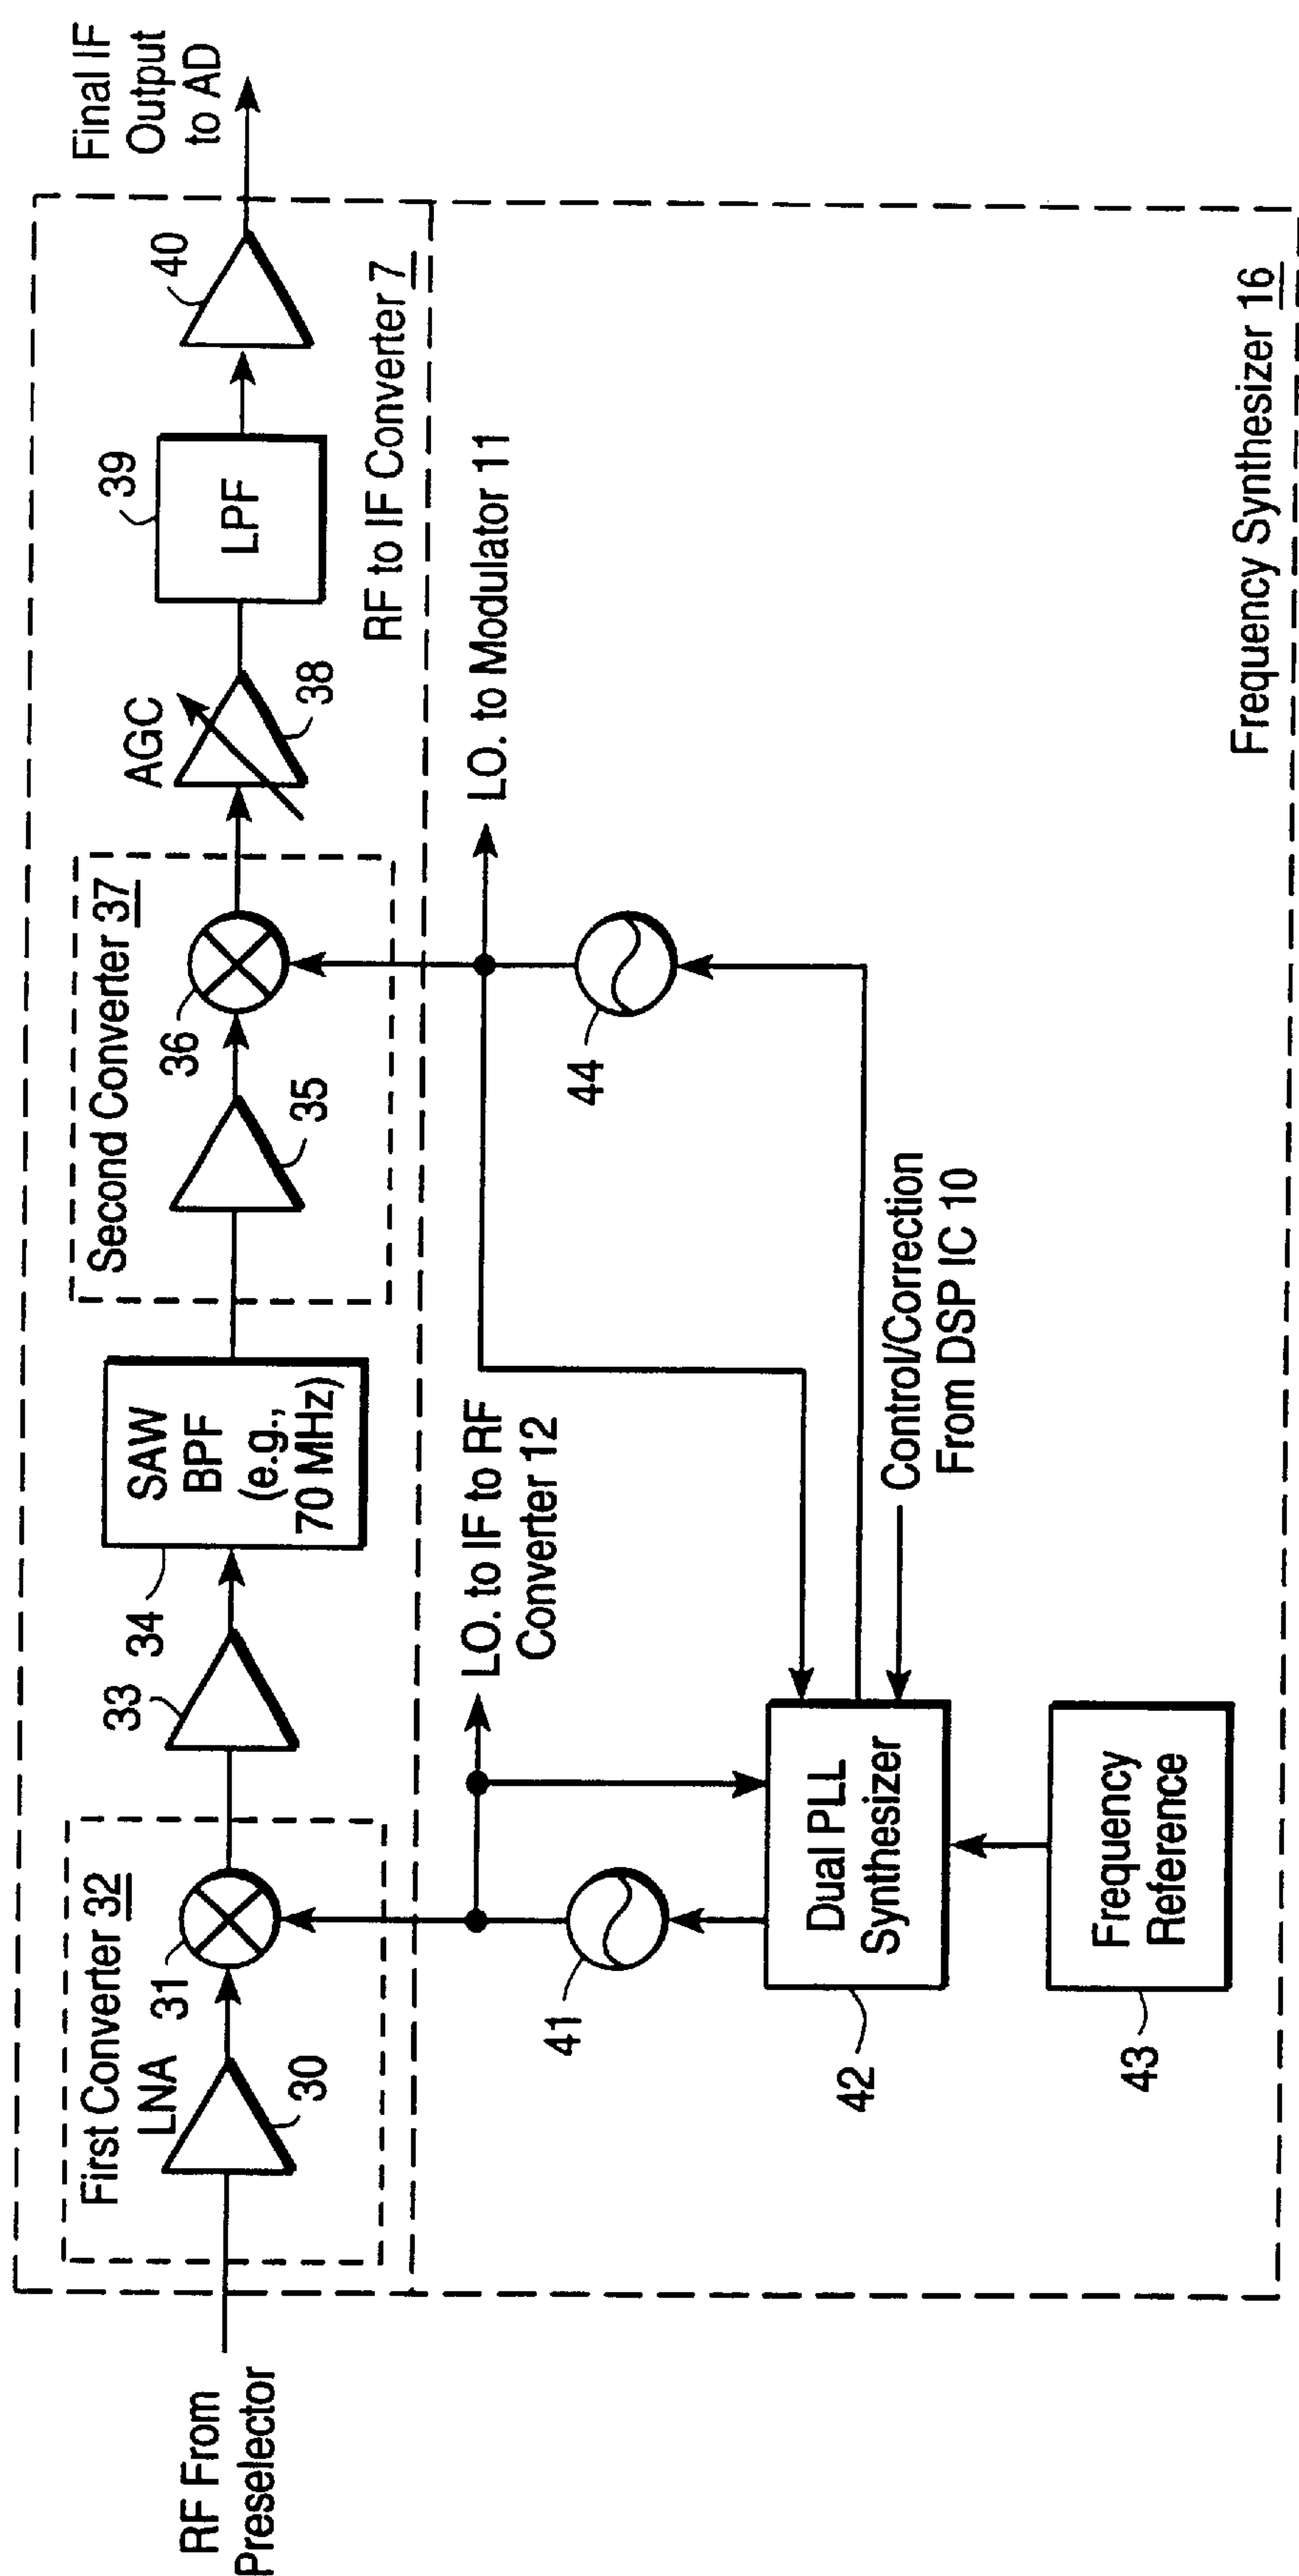 RF From
Preselector
First Converter 32
LNA
30
31
33
34
SAW
BPF
(e.g.,
70 MHz)
Second Converter 37
35
36
AGC
38
39
LPF
40
Final IF
Output
to AD
RF to IF Converter 7
LO. to IF to RF
Converter 12
LO. to Modulator 11
41
44
Control/Correction
From DSP IC 10
Dual PLL
Synthesizer
42
Frequency
Reference
43
Frequency Synthesizer 16